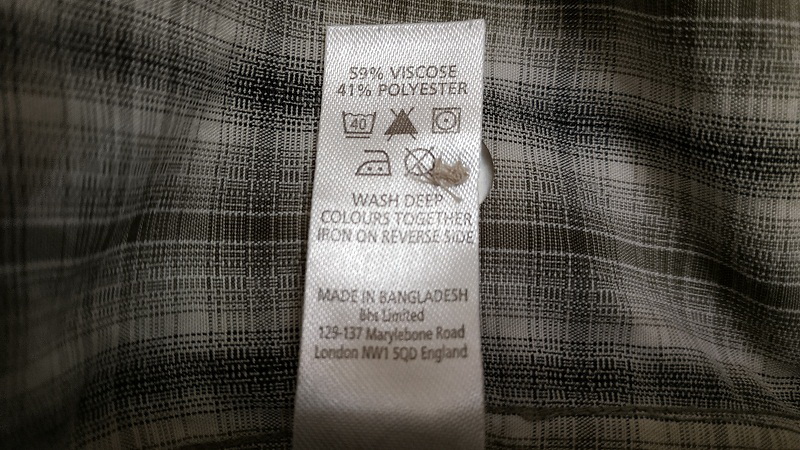 59% VISCOSE
41% POLYESTER
40
WASH DEEP
COLOURS TOGETHER
IRON ON REVERSE SIDE
MADE IN BANGLADESH
Bhs Limited
129-137 Marylebone Road
London NW1 5QD England